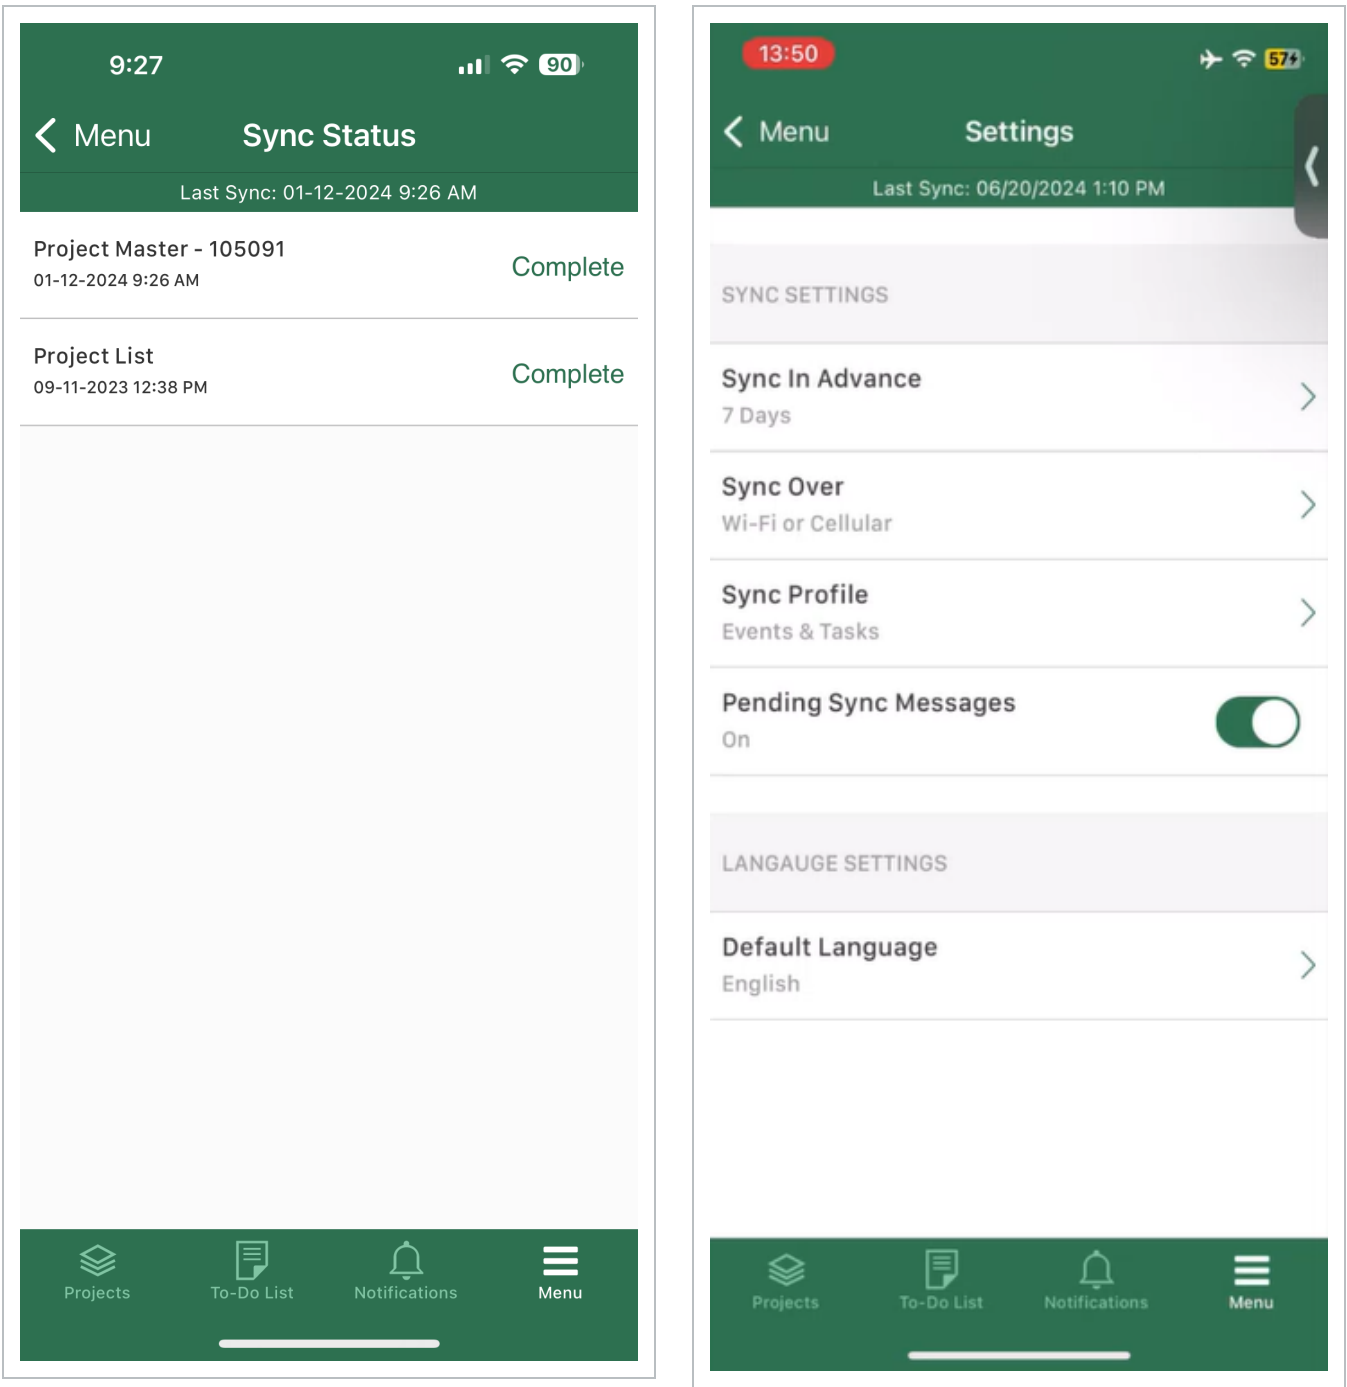 9:27
90
Menu
Sync Status
Last Sync: 01-12-2024 9:26 AM
Project Master - 105091
01-12-2024 9:26 AM
Complete
Project List
09-11-2023 12:38 PM
Complete
Projects
To-Do List
Notifications
Menu
13:50
57
Menu
Settings
Last Sync: 06/20/2024 1:10 PM
SYNC SETTINGS
Sync In Advance
7 Days
Sync Over
Wi-Fi or Cellular
Sync Profile
Events & Tasks
Pending Sync Messages
On
LANGAUGE SETTINGS
Default Language
English
Projects
To-Do List
Notifications
Menu